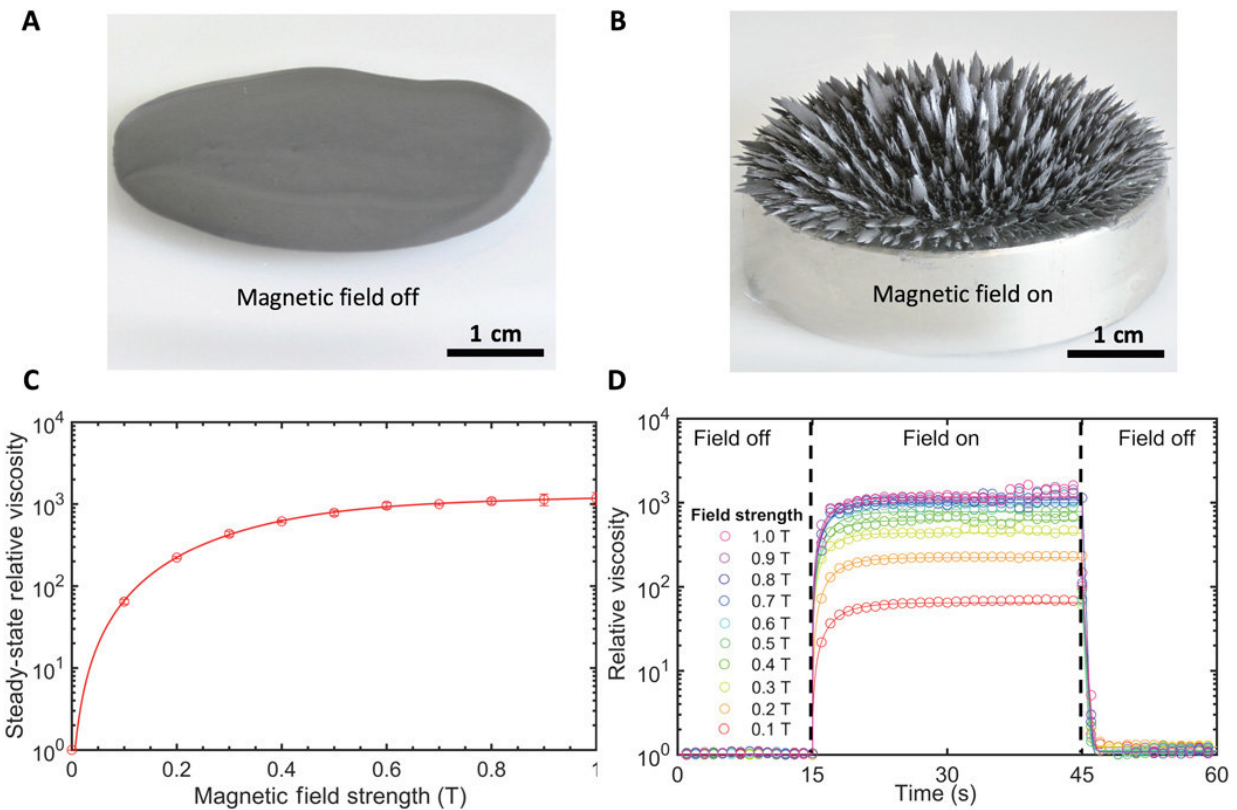 A
B
Magnetic field off
1 cm
Magnetic field on
1 cm
C
D
10⁴
10³
10²
10¹
10⁰
0
0.2
0.4
0.6
0.8
1
Steady-state relative viscosity
Magnetic field strength (T)
10⁴
10³
10²
10¹
10⁰
Field off
Field on
Field off
Field strength
1.0 T
0.9 T
0.8 T
0.7 T
0.6 T
0.5 T
0.4 T
0.3 T
0.2 T
0.1 T
0
15
30
45
60
Relative viscosity
Time (s)